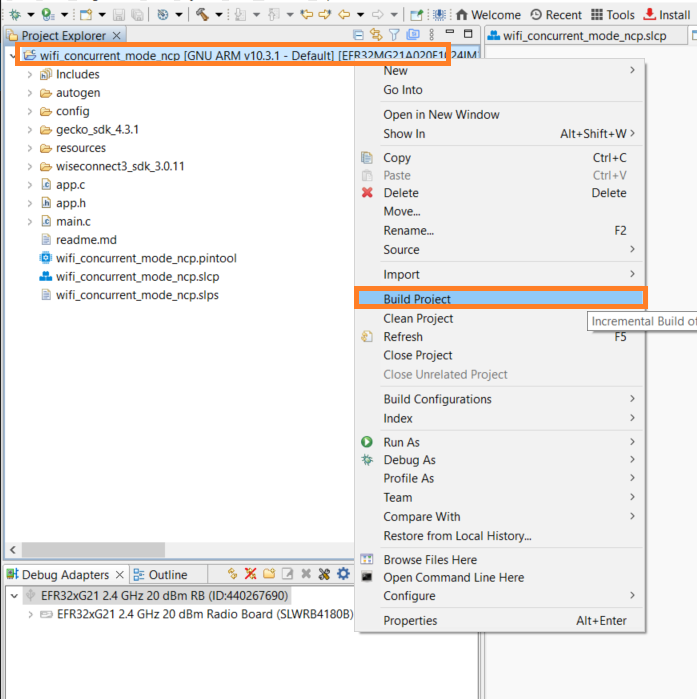 Welcome Recent Tools Install
Project Explorer
wifi_concurrent_mode_ncp.slcp
wifi_concurrent_mode_ncp [GNU ARM v10.3.1 - Default] [EFR32MG21A020F1024IM
Includes
autogen
config
gecko_sdk_4.3.1
resources
wiseconnect3_sdk_3.0.11
app.c
app.h
main.c
readme.md
wifi_concurrent_mode_ncp.pintool
wifi_concurrent_mode_ncp.slcp
wifi_concurrent_mode_ncp.slps
New
Go Into
Open in New Window
Show In Alt+Shift+W
Copy Ctrl+C
Paste Ctrl+V
Delete Delete
Move...
Rename... F2
Source
Import
Build Project
Clean Project
Incremental Build of
Refresh F5
Close Project
Close Unrelated Project
Build Configurations
Index
Run As
Debug As
Profile As
Team
Compare With
Restore from Local History...
Browse Files Here
Open Command Line Here
Configure
Properties Alt+Enter
Debug Adapters Outline
EFR32xG21 2.4 GHz 20 dBm RB (ID:440267690)
EFR32xG21 2.4 GHz 20 dBm Radio Board (SLWRB4180B)